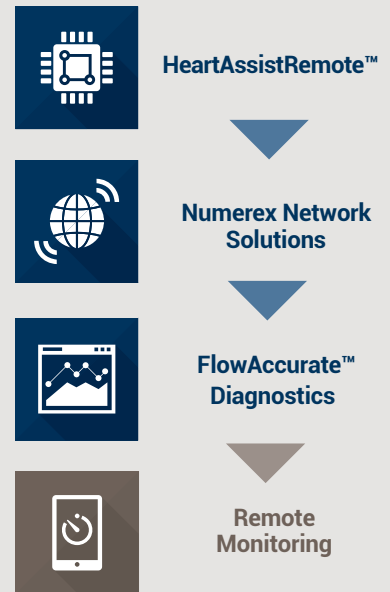 HeartAssistRemote™
Numerex Network
Solutions
FlowAccurate™
Diagnostics
Remote
Monitoring